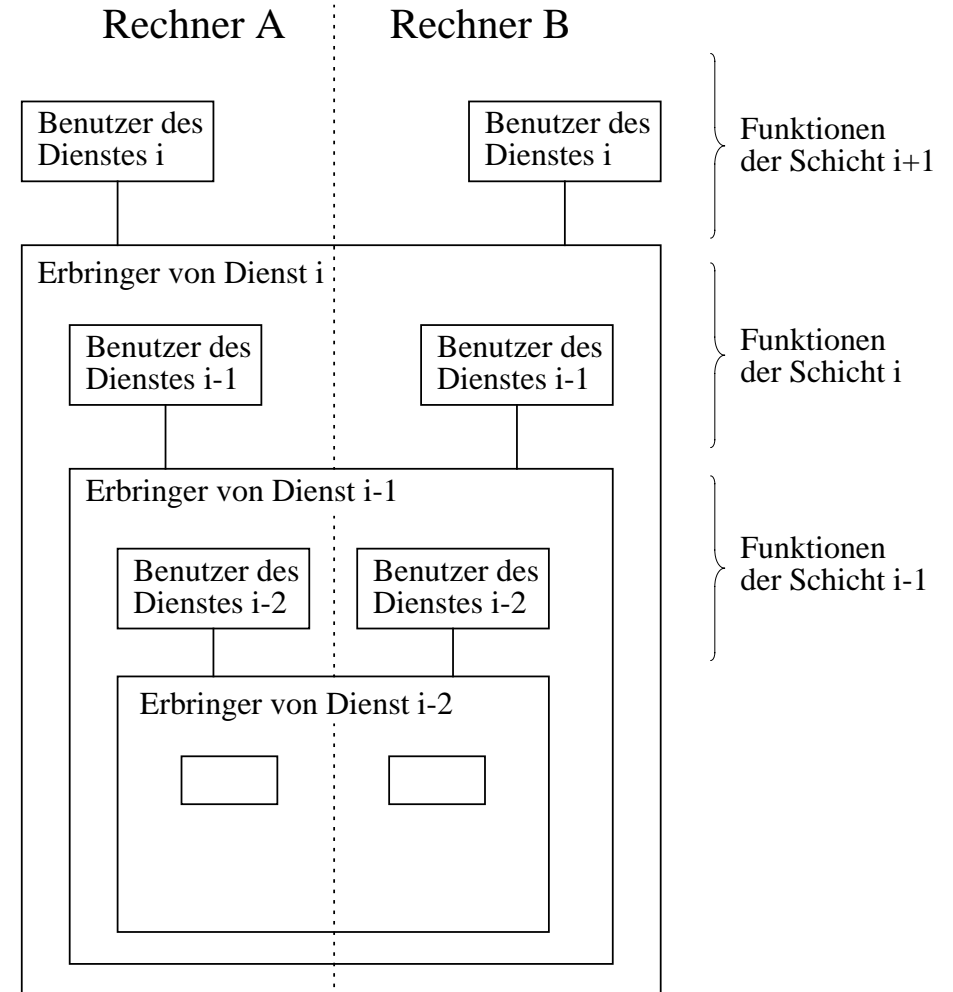 Rechner A
Rechner B
Benutzer des
Dienstes i
Benutzer des
Dienstes i
Funktionen
der Schicht i+1
Erbringer von Dienst i
Benutzer des
Dienstes i-1
Benutzer des
Dienstes i-1
Funktionen
der Schicht i
Erbringer von Dienst i-1
Benutzer des
Dienstes i-2
Benutzer des
Dienstes i-2
Funktionen
der Schicht i-1
Erbringer von Dienst i-2